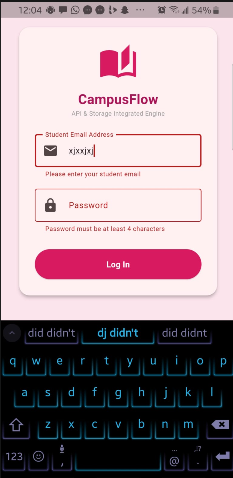 12:04 54%
CampusFlow
API & Storage Integrated Engine
Student Email Address
xjxxjxj
Please enter your student email
Password
Password must be at least 4 characters
Log In
did didn't dj didn't did didnt
q w e r t y u i o p
a s d f g h j k l
z x c v b n m
123 , @ .